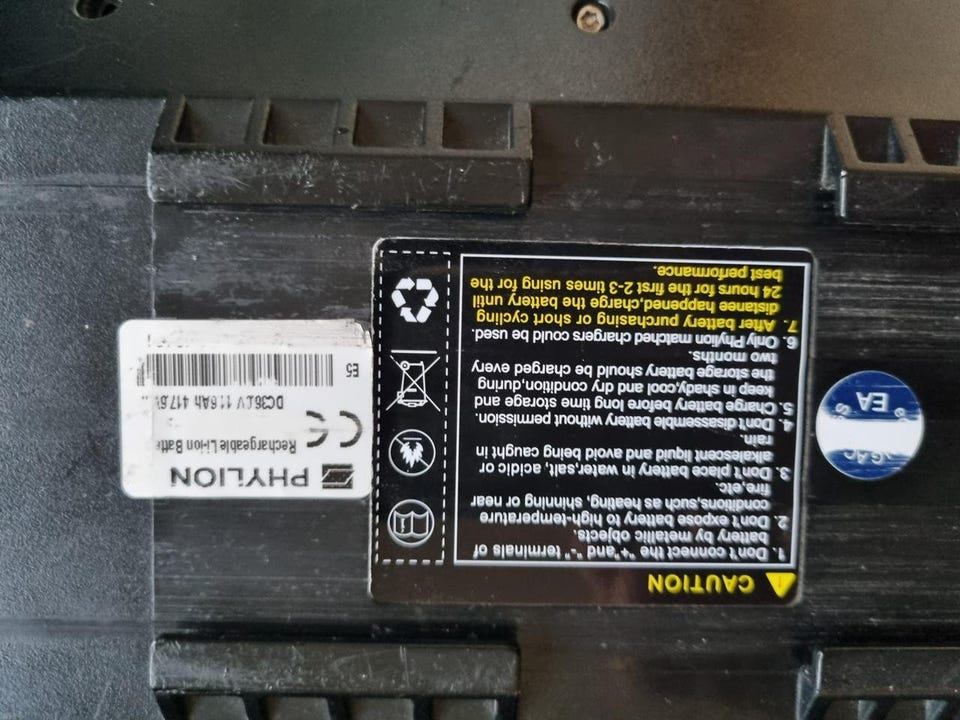 CAUTION
1. Don't connect the "+"and"-" terminals of
battery by metallic objects.
2. Don't expose battery to high-temperature
conditions,such as heating, shinning or near
fire,etc.
3. Don't place battery in water,salt, acidic or
alkalescent liquid and avoid being caught in
rain.
4. Don't disassemble battery without permission.
5. Charge battery before long time storage and
keep in shady,cool and dry condition,during
the storage battery should be charged every
two months.
6. Only Phylion matched chargers could be used.
7. After battery purchasing or short cycling
distanee happened,charge the battery until
24 hours for the first 2-3 times using for the
best performance.
PHYLION
Rechargeable Li-ion
CE
DC36.0V 11.6Ah
E5
EA